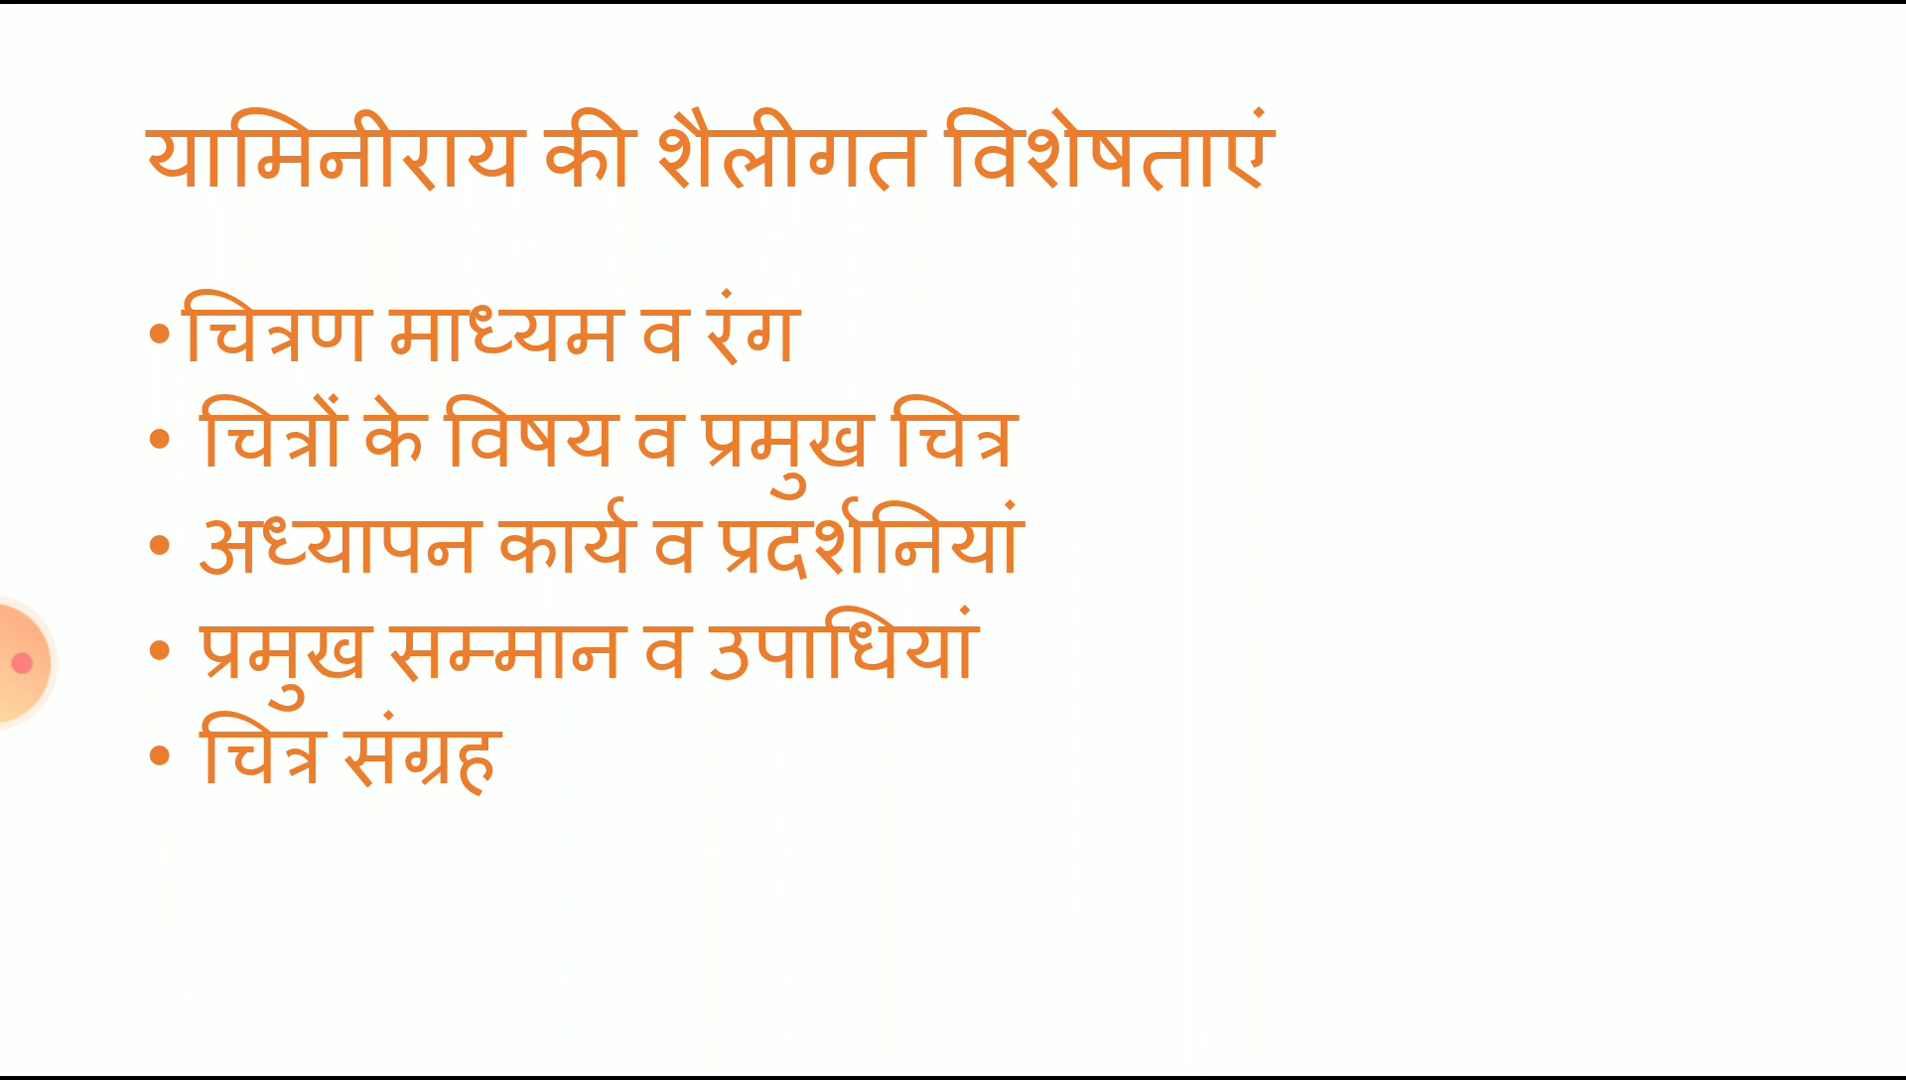 यामिनीराय की शैलीगत विशेषताएं
•चित्रण माध्यम व रंग
• चित्रों के विषय व प्रमुख चित्र
• अध्यापन कार्य व प्रदर्शनियां
• प्रमुख सम्मान व उपाधियां
• चित्र संग्रह